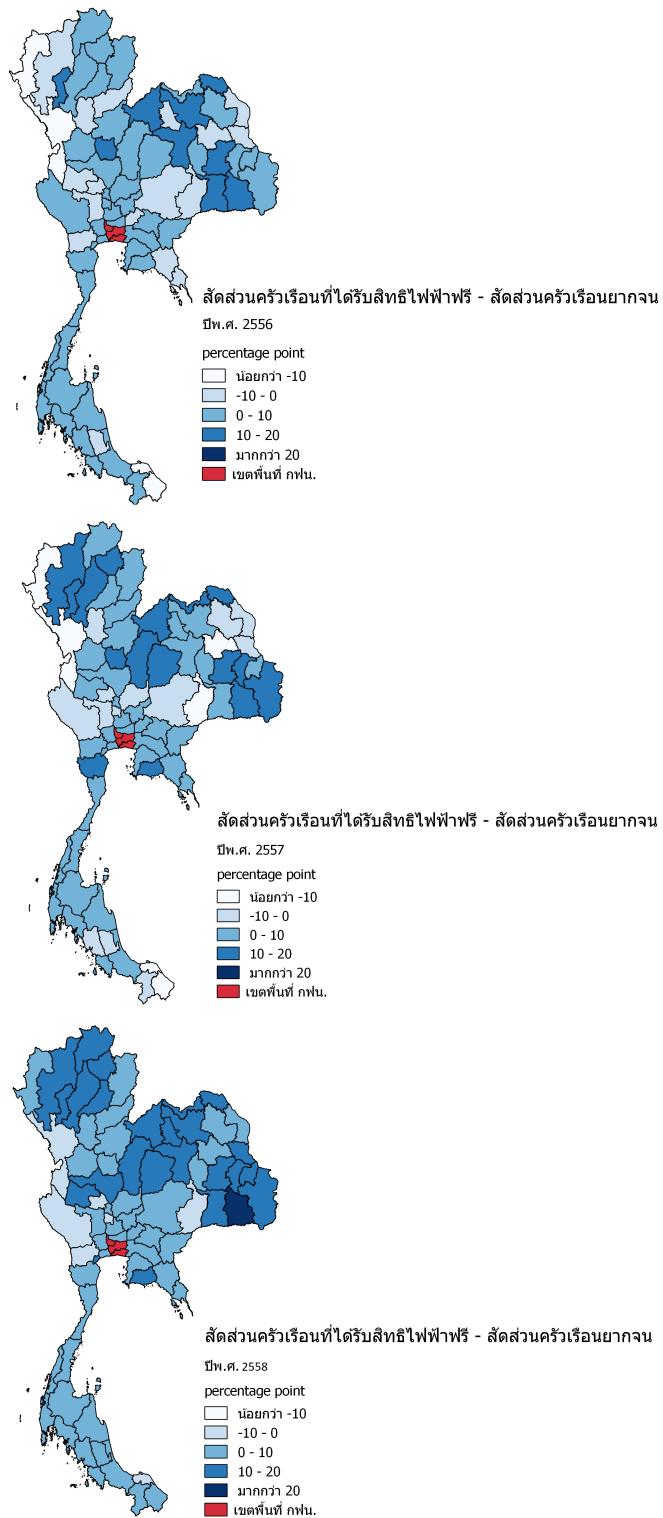 สัดส่วนครัวเรือนที่ได้รับสิทธิไฟฟ้าฟรี - สัดส่วนครัวเรือนยากจน
ปีพ.ศ. 2556
percentage point
น้อยกว่า -10
-10 - 0
0 - 10
10 - 20
มากกว่า 20
เขตพื้นที่ กฟน.
สัดส่วนครัวเรือนที่ได้รับสิทธิไฟฟ้าฟรี - สัดส่วนครัวเรือนยากจน
ปีพ.ศ. 2557
percentage point
น้อยกว่า -10
-10 - 0
0 - 10
10 - 20
มากกว่า 20
เขตพื้นที่ กฟน.
สัดส่วนครัวเรือนที่ได้รับสิทธิไฟฟ้าฟรี - สัดส่วนครัวเรือนยากจน
ปีพ.ศ. 2558
percentage point
น้อยกว่า -10
-10 - 0
0 - 10
10 - 20
มากกว่า 20
เขตพื้นที่ กฟน.